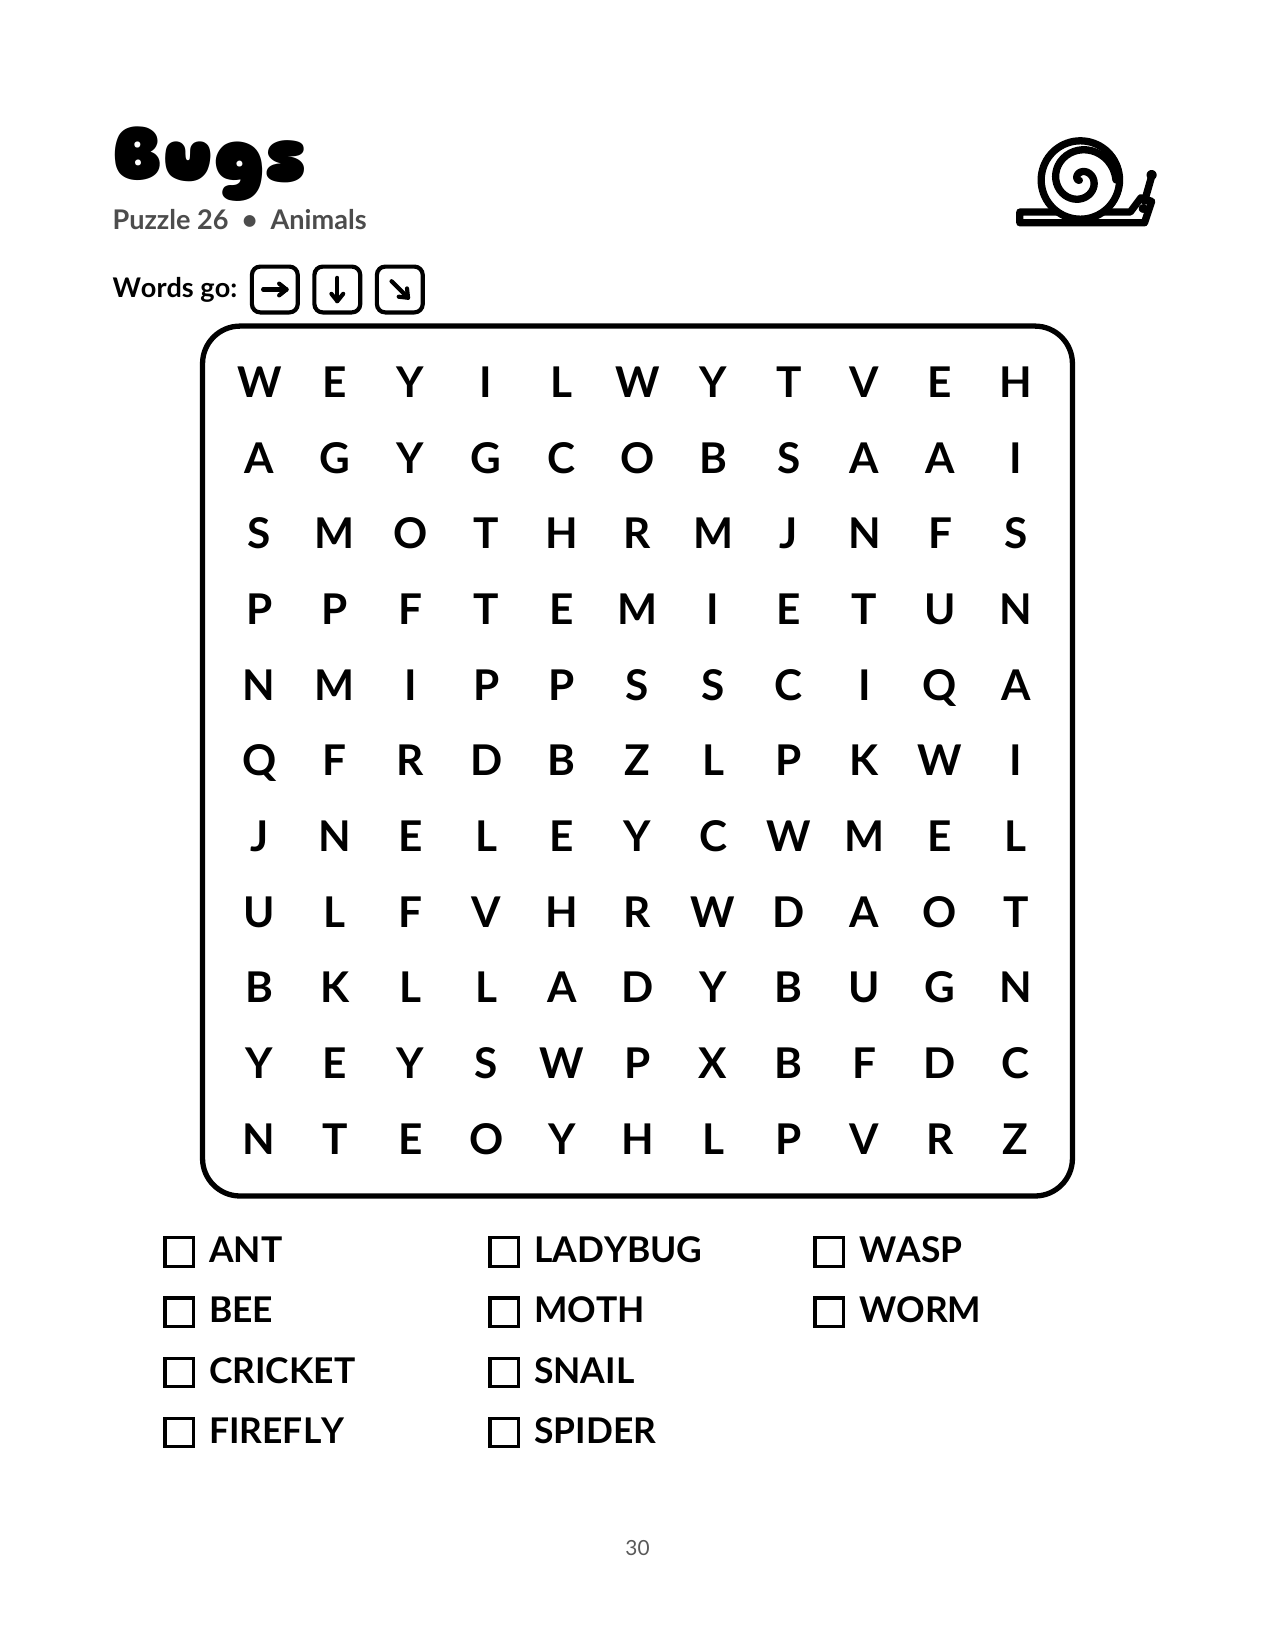 Bugs
Puzzle 26 • Animals
Words go: → ↓ ↘
W E Y I L W Y T V E H
A G Y G C O B S A A I
S M O T H R M J N F S
P P F T E M I E T U N
N M I P P S S C I Q A
Q F R D B Z L P K W I
J N E L E Y C W M E L
U L F V H R W D A O T
B K L L A D Y B U G N
Y E Y S W P X B F D C
N T E O Y H L P V R Z
ANT LADYBUG WASP
BEE MOTH WORM
CRICKET SNAIL
FIREFLY SPIDER
30